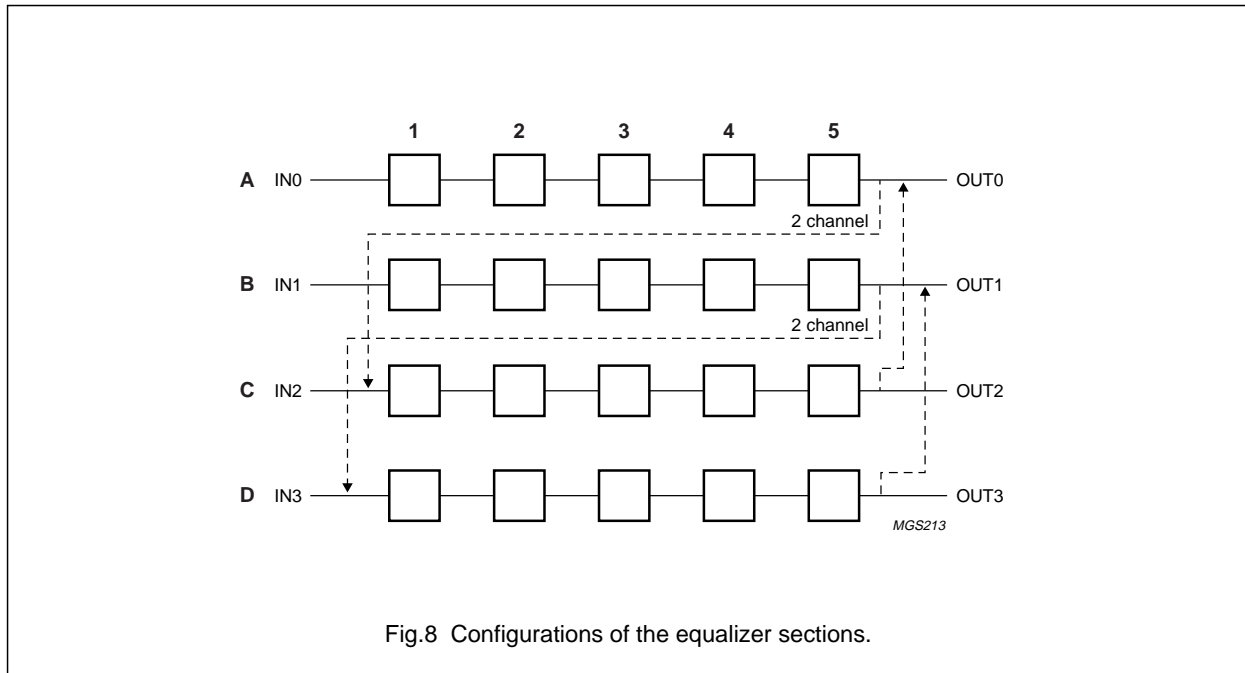 1 2 3 4 5
A IN0 OUT0
2 channel
B IN1 OUT1
2 channel
C IN2 OUT2
D IN3 OUT3
MGS213
Fig.8 Configurations of the equalizer sections.